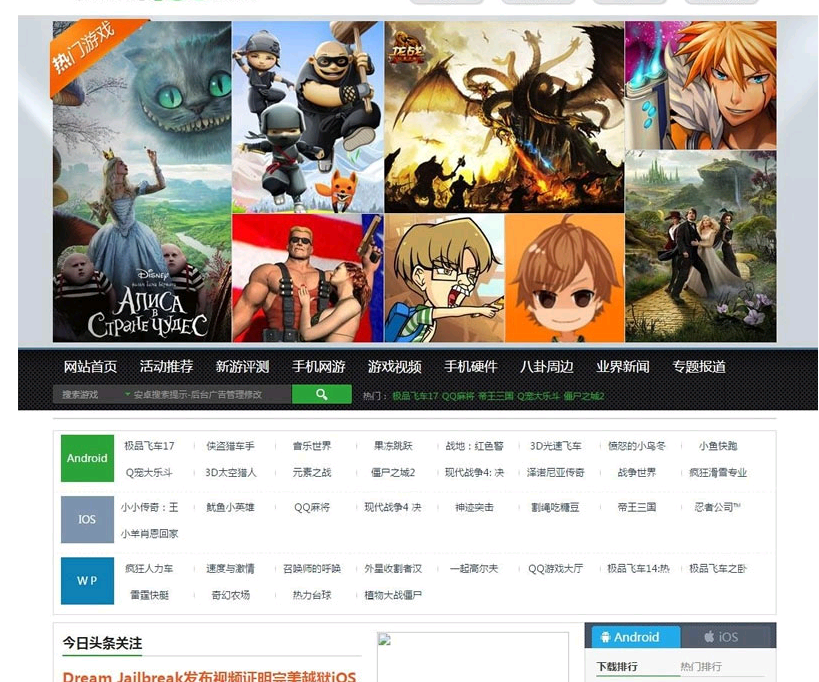 热门游戏
龙战
Disney
АЛИСА
В
СТРАНЕ ЧУДЕС
网站首页 活动推荐 新游评测 手机网游 游戏视频 手机硬件 八卦周边 业界新闻 专题报道
搜索游戏 安卓搜索提示-后台广告管理修改 热门： 极品飞车17 QQ麻将 帝王三国 Q宠大乐斗 僵尸之城2
Android
极品飞车17 侠盗猎车手 音乐世界 果冻跳跃 战地：红色警 3D光速飞车 愤怒的小鸟冬 小鱼快跑
Q宠大乐斗 3D太空猎人 元素之战 僵尸之城2 现代战争4: 决 泽诺尼亚传奇 战争世界 疯狂滑雪专业
IOS
小小传奇：王 鱿鱼小英雄 QQ麻将 现代战争4 决 神迹突击 割绳吃糖豆 帝王三国 忍者公司™
小羊肖恩回家
W P
疯狂人力车 速度与激情 召唤师的呼唤 外星收割者汉 一起高尔夫 QQ游戏大厅 极品飞车14:热 极品飞车之卧
雷霆快艇 奇幻农场 热力台球 植物大战僵尸
今日头条关注
Dream Jailbreak发布视频证明完美越狱iOS
Android iOS
下载排行 热门排行